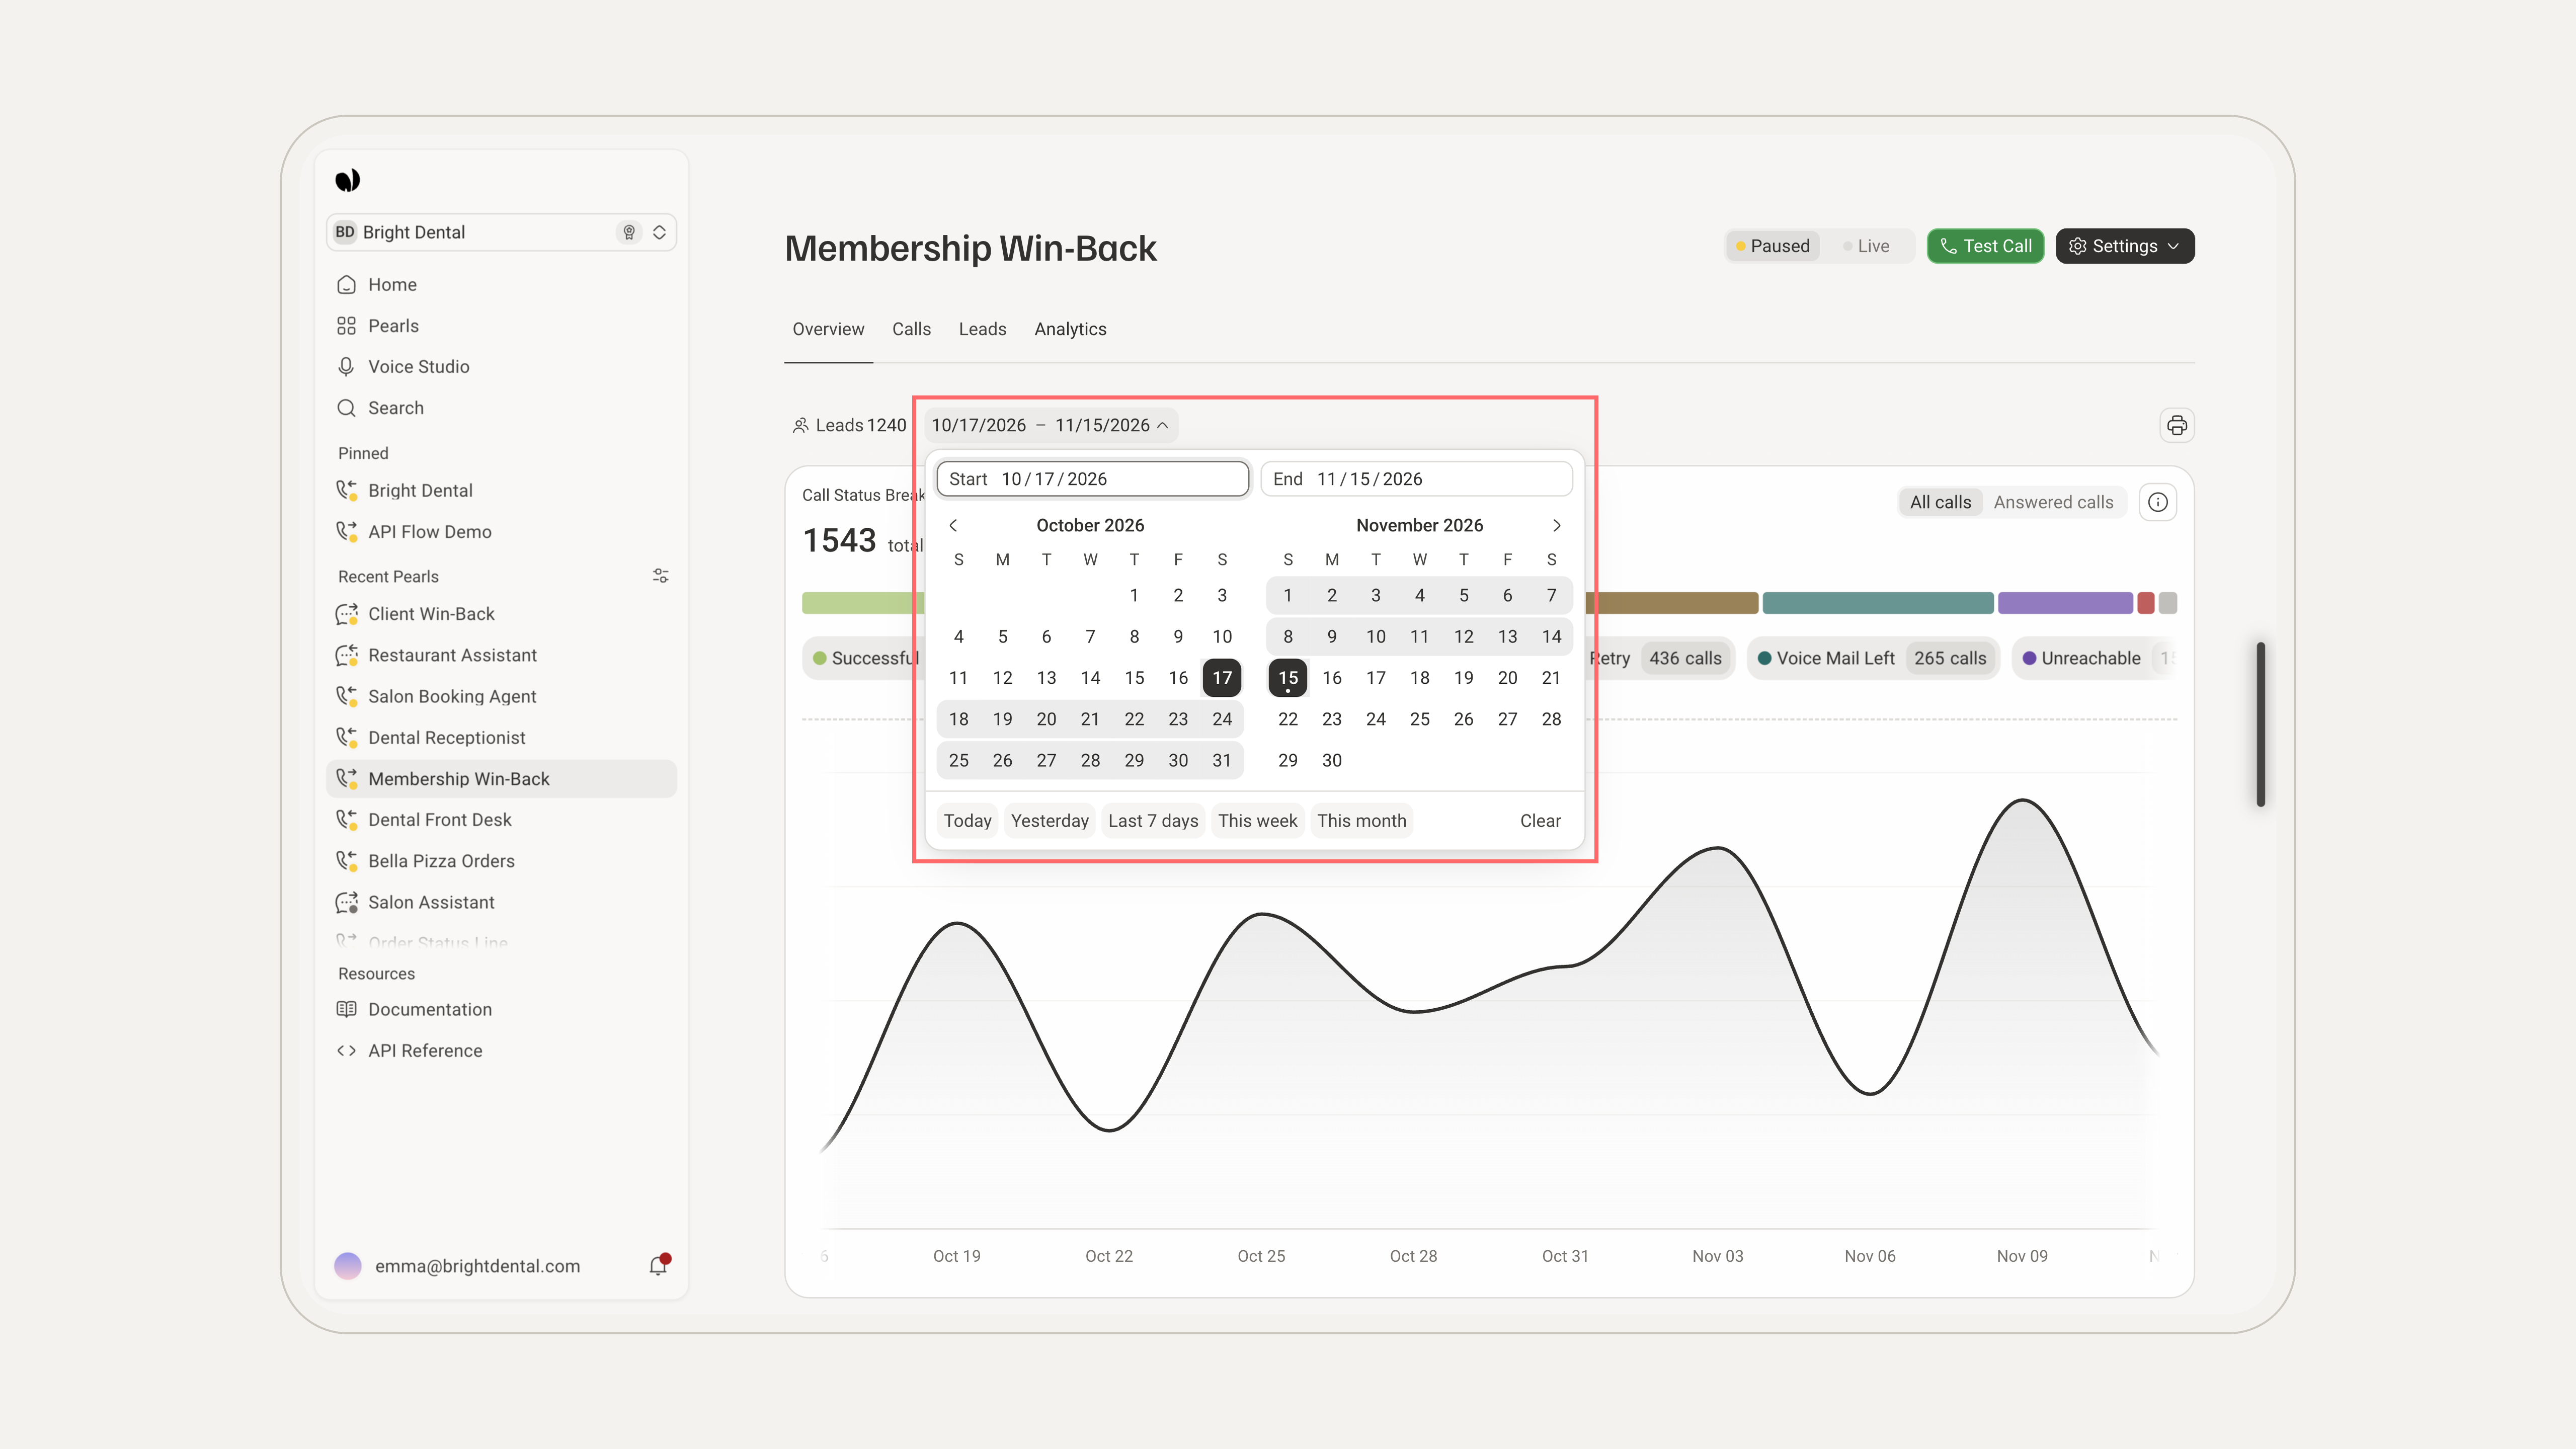 BD Bright Dental
Home
Pearls
Voice Studio
Search
Pinned
Bright Dental
API Flow Demo
Recent Pearls
Client Win-Back
Restaurant Assistant
Salon Booking Agent
Dental Receptionist
Membership Win-Back
Dental Front Desk
Bella Pizza Orders
Salon Assistant
Order Status Line
Resources
Documentation
API Reference
emma@brightdental.com
Membership Win-Back
Paused Live Test Call Settings
Overview Calls Leads Analytics
Leads 1240 10/17/2026 – 11/15/2026
Start 10/17/2026 End 11/15/2026
Call Status Break
All calls Answered calls
1543 total
October 2026 November 2026
S M T W T F S S M T W T F S
1 2 3 1 2 3 4 5 6 7
4 5 6 7 8 9 10 8 9 10 11 12 13 14
11 12 13 14 15 16 17 15 16 17 18 19 20 21
18 19 20 21 22 23 24 22 23 24 25 26 27 28
25 26 27 28 29 30 31 29 30
Successful Retry 436 calls Voice Mail Left 265 calls Unreachable
Today Yesterday Last 7 days This week This month Clear
6 Oct 19 Oct 22 Oct 25 Oct 28 Oct 31 Nov 03 Nov 06 Nov 09